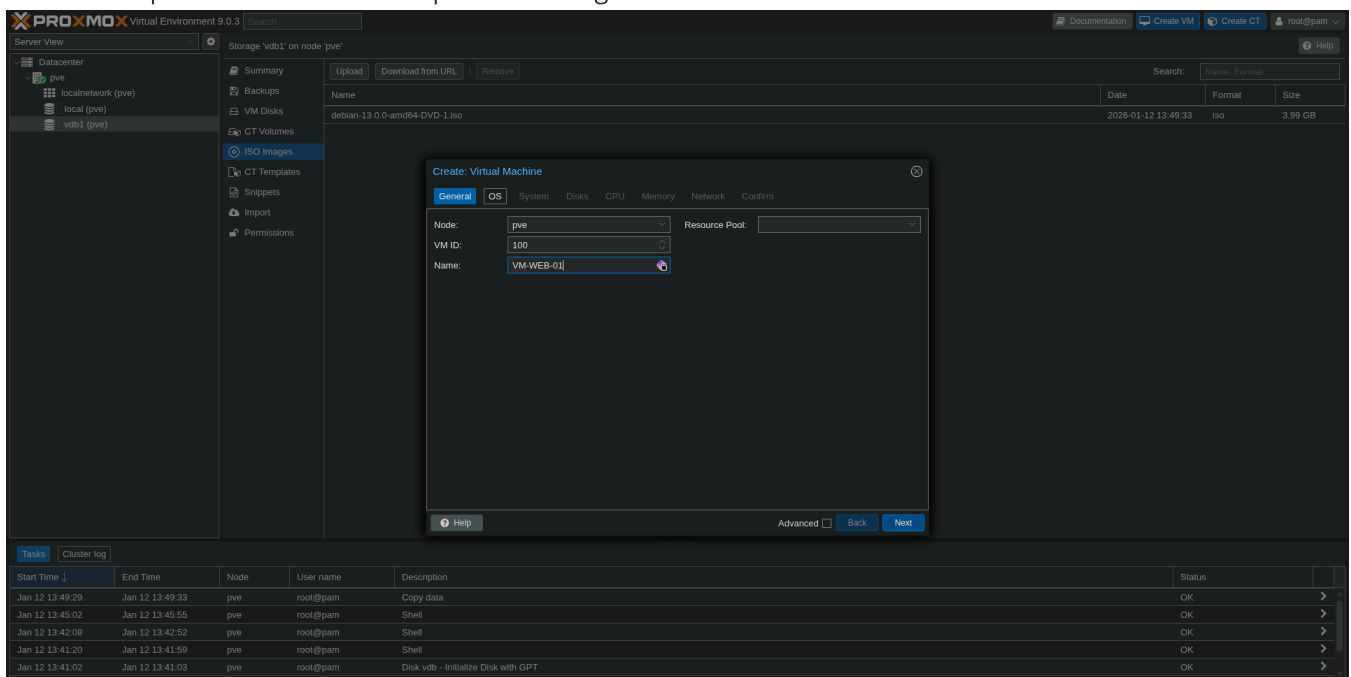 PROXMOX Virtual Environment 9.0.3 Search Documentation Create VM Create CT root@pam
Server View Storage 'vdb1' on node 'pve' Help
Datacenter
pve
localnetwork (pve)
local (pve)
vdb1 (pve)
Summary
Backups
VM Disks
CT Volumes
ISO Images
CT Templates
Snippets
Import
Permissions
Upload Download from URL Remove Search: Name, Format
Name Date Format Size
debian-13.0.0-amd64-DVD-1.iso 2026-01-12 13:49:33 iso 3.99 GB
Create: Virtual Machine
General OS System Disks CPU Memory Network Confirm
Node: pve Resource Pool:
VM ID: 100
Name: VM-WEB-01
Help Advanced Back Next
Tasks Cluster log
Start Time End Time Node User name Description Status
Jan 12 13:49:29 Jan 12 13:49:33 pve root@pam Copy data OK
Jan 12 13:45:02 Jan 12 13:45:55 pve root@pam Shell OK
Jan 12 13:42:08 Jan 12 13:42:52 pve root@pam Shell OK
Jan 12 13:41:20 Jan 12 13:41:59 pve root@pam Shell OK
Jan 12 13:41:02 Jan 12 13:41:03 pve root@pam Disk vdb - Initialize Disk with GPT OK